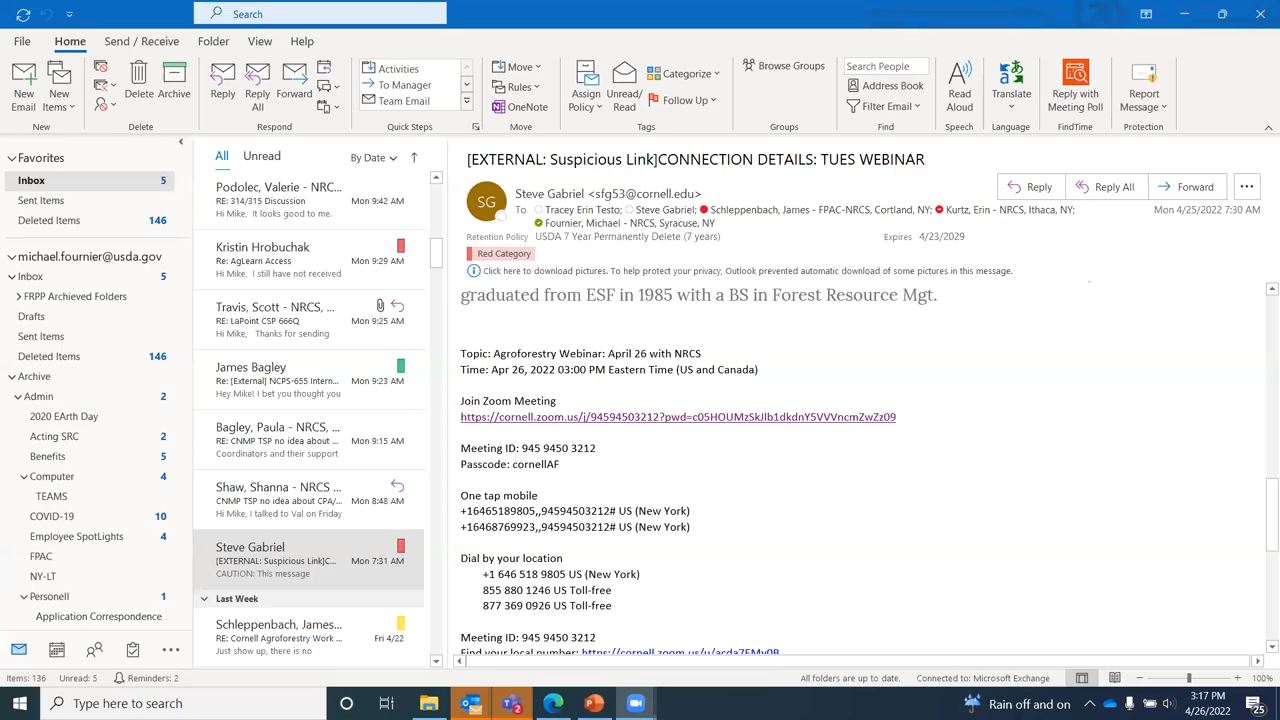 Search
File Home Send / Receive Folder View Help
New Email
New Items
Delete
Archive
Reply
Reply All
Forward
Activities
To Manager
Team Email
Move
Rules
OneNote
Assign Policy
Unread/ Read
Categorize
Follow Up
Browse Groups
Search People
Address Book
Filter Email
Read Aloud
Translate
Reply with Meeting Poll
Report Message
New Delete Respond Quick Steps Move Tags Groups Find Speech Language FindTime Protection
Favorites
Inbox 5
Sent Items
Deleted Items 146
michael.fournier@usda.gov
Inbox 5
FRPP Archieved Folders
Drafts
Sent Items
Deleted Items 146
Archive
Admin 2
2020 EArth Day
Acting SRC 2
Benefits 5
Computer 4
TEAMS
COVID-19 10
Employee SpotLights 4
FPAC
NY-LT
Personell 1
Application Correspondence
All Unread By Date
Podolec, Valerie - NRC...
RE: 314/315 Discussion Mon 9:42 AM
Hi Mike, It looks good to me.
Kristin Hrobuchak
Re: AgLearn Access Mon 9:29 AM
Hi Mike, I still have not received
Travis, Scott - NRCS, ...
RE: LaPoint CSP 666Q Mon 9:25 AM
Hi Mike, Thanks for sending
James Bagley
Re: [External] NCPS-655 Intern... Mon 9:23 AM
Hey Mike! I bet you thought you
Bagley, Paula - NRCS, ...
RE: CNMP TSP no idea about ... Mon 9:15 AM
Coordinators and their support
Shaw, Shanna - NRCS ...
CNMP TSP no idea about CPA/... Mon 8:48 AM
Hi Mike, I talked to Val on Friday
Steve Gabriel
[EXTERNAL: Suspicious Link]C... Mon 7:31 AM
CAUTION: This message
Last Week
Schleppenbach, James...
RE: Cornell Agroforestry Work ... Fri 4/22
Just show up, there is no
[EXTERNAL: Suspicious Link]CONNECTION DETAILS: TUES WEBINAR
SG
Steve Gabriel <sfg53@cornell.edu>
Reply Reply All Forward
To Tracey Erin Testo; Steve Gabriel; Schleppenbach, James - FPAC-NRCS, Cortland, NY; Kurtz, Erin - NRCS, Ithaca, NY;
Mon 4/25/2022 7:30 AM
Fournier, Michael - NRCS, Syracuse, NY
Retention Policy USDA 7 Year Permanently Delete (7 years) Expires 4/23/2029
Red Category
Click here to download pictures. To help protect your privacy, Outlook prevented automatic download of some pictures in this message.
graduated from ESF in 1985 with a BS in Forest Resource Mgt.
Topic: Agroforestry Webinar: April 26 with NRCS
Time: Apr 26, 2022 03:00 PM Eastern Time (US and Canada)
Join Zoom Meeting
https://cornell.zoom.us/j/94594503212?pwd=c05HOUMzSkJlb1dkdnY5VVVncmZwZz09
Meeting ID: 945 9450 3212
Passcode: cornellAF
One tap mobile
+16465189805,,94594503212# US (New York)
+16468769923,,94594503212# US (New York)
Dial by your location
+1 646 518 9805 US (New York)
855 880 1246 US Toll-free
877 369 0926 US Toll-free
Meeting ID: 945 9450 3212
Find your local number: https://cornell.zoom.us/u/acda7EMy0B
Items: 136 Unread: 5 Reminders: 2 All folders are up to date. Connected to: Microsoft Exchange 100%
Type here to search
2
Rain off and on
3:17 PM
4/26/2022
25